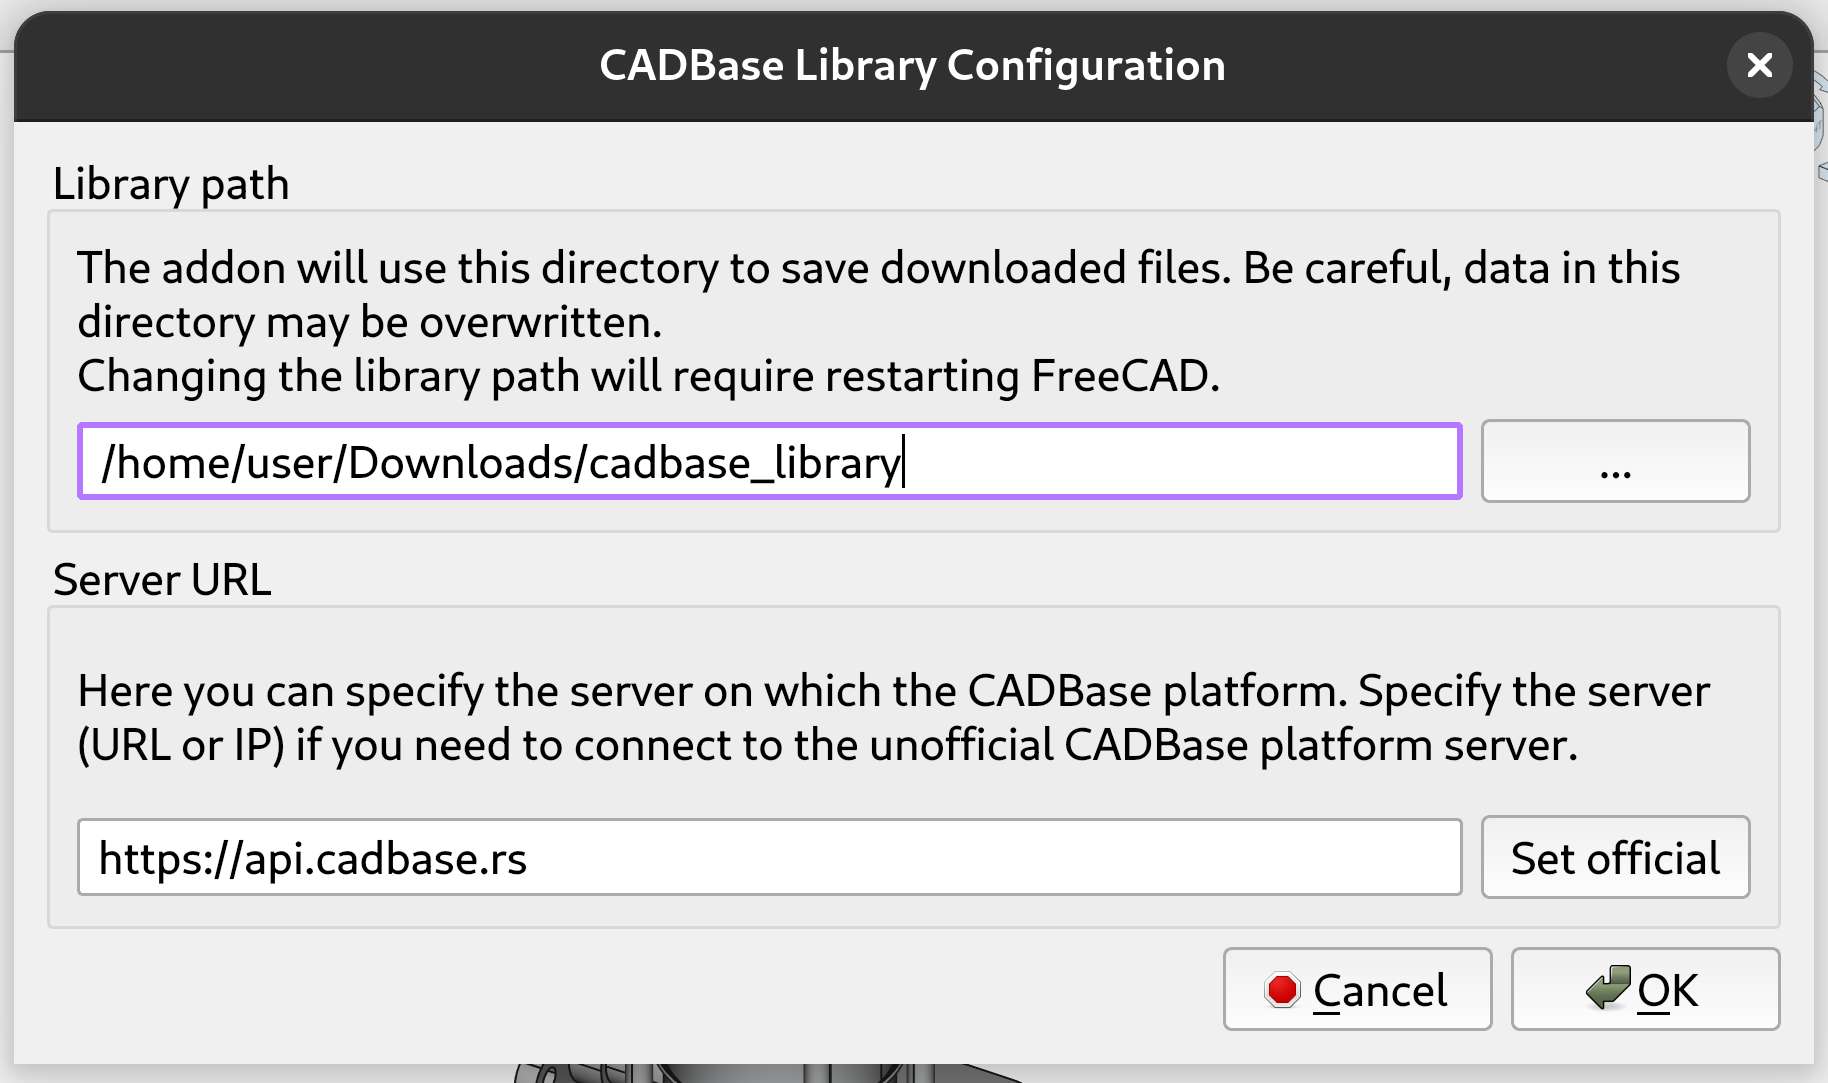 CADBase Library Configuration
Library path
The addon will use this directory to save downloaded files. Be careful, data in this
directory may be overwritten.
Changing the library path will require restarting FreeCAD.
/home/user/Downloads/cadbase_library
...
Server URL
Here you can specify the server on which the CADBase platform. Specify the server
(URL or IP) if you need to connect to the unofficial CADBase platform server.
https://api.cadbase.rs
Set official
Cancel
OK